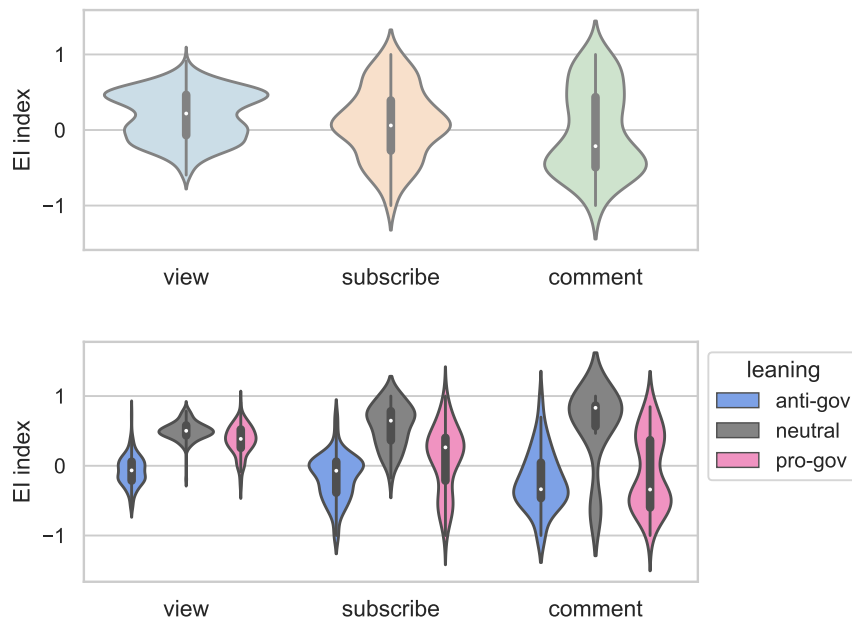 EI index
1
0
−1
view subscribe comment
EI index
1
0
−1
view subscribe comment
leaning
anti-gov
neutral
pro-gov